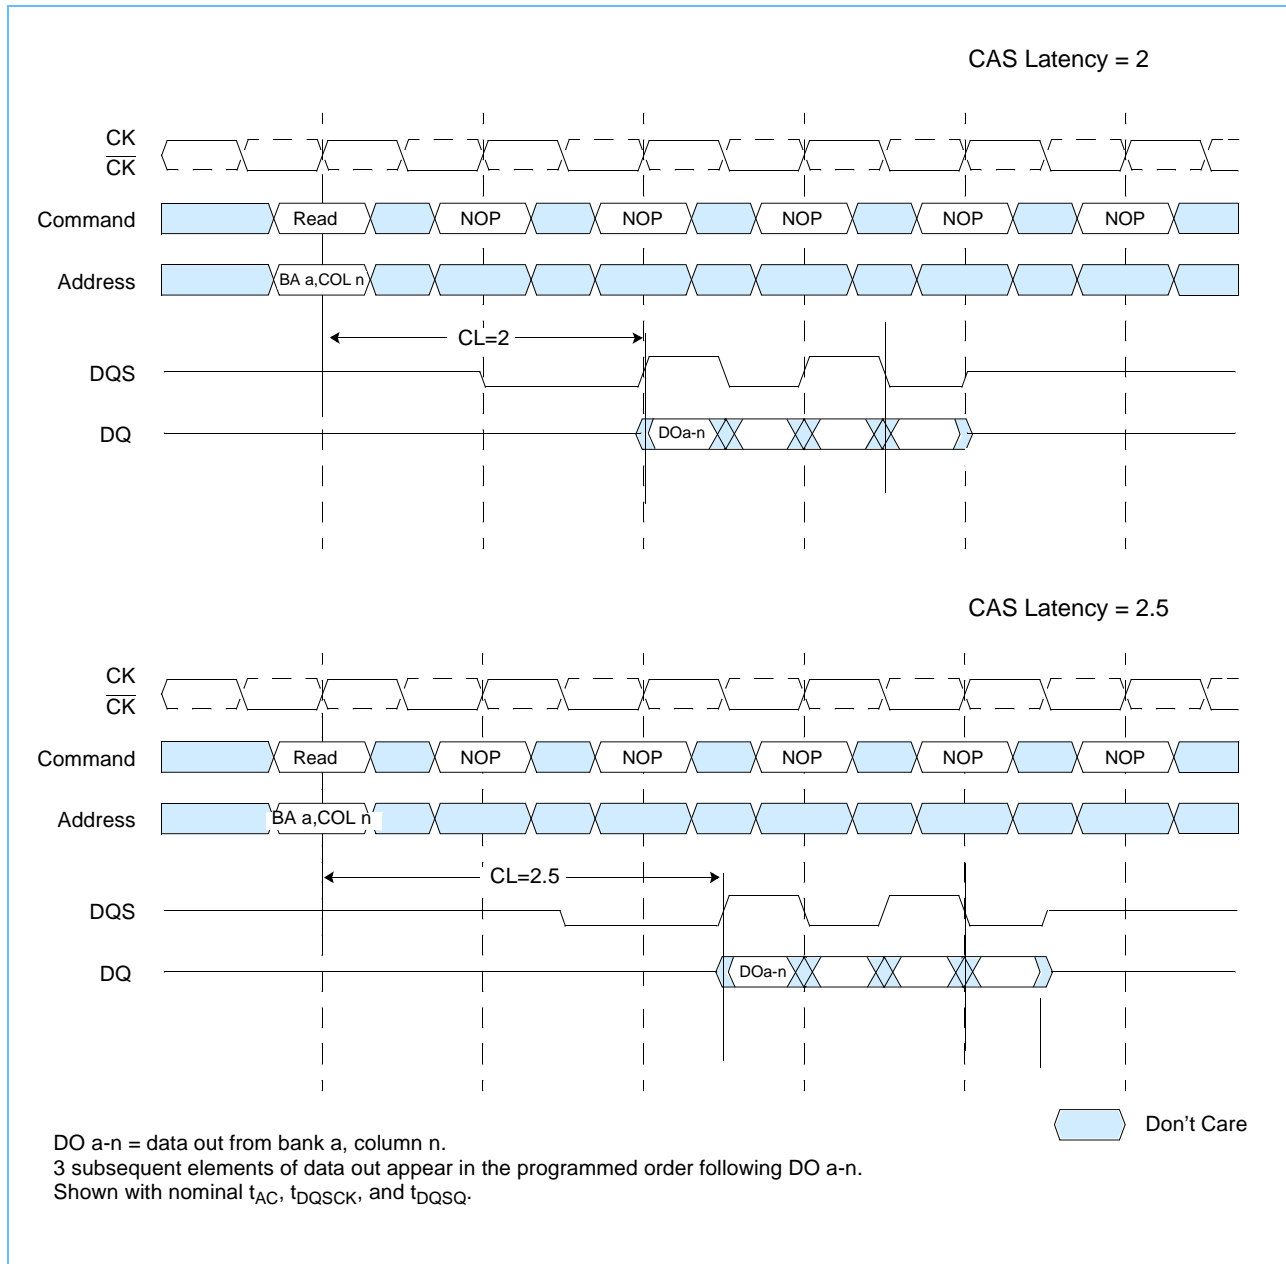 CAS Latency = 2
CK
CK
Command Read NOP NOP NOP NOP NOP
Address BA a,COL n
CL=2
DQS
DQ DOa-n
CAS Latency = 2.5
CK
CK
Command Read NOP NOP NOP NOP NOP
Address BA a,COL n
CL=2.5
DQS
DQ DOa-n
Don't Care
DO a-n = data out from bank a, column n.
3 subsequent elements of data out appear in the programmed order following DO a-n.
Shown with nominal tAC, tDQSCK, and tDQSQ.